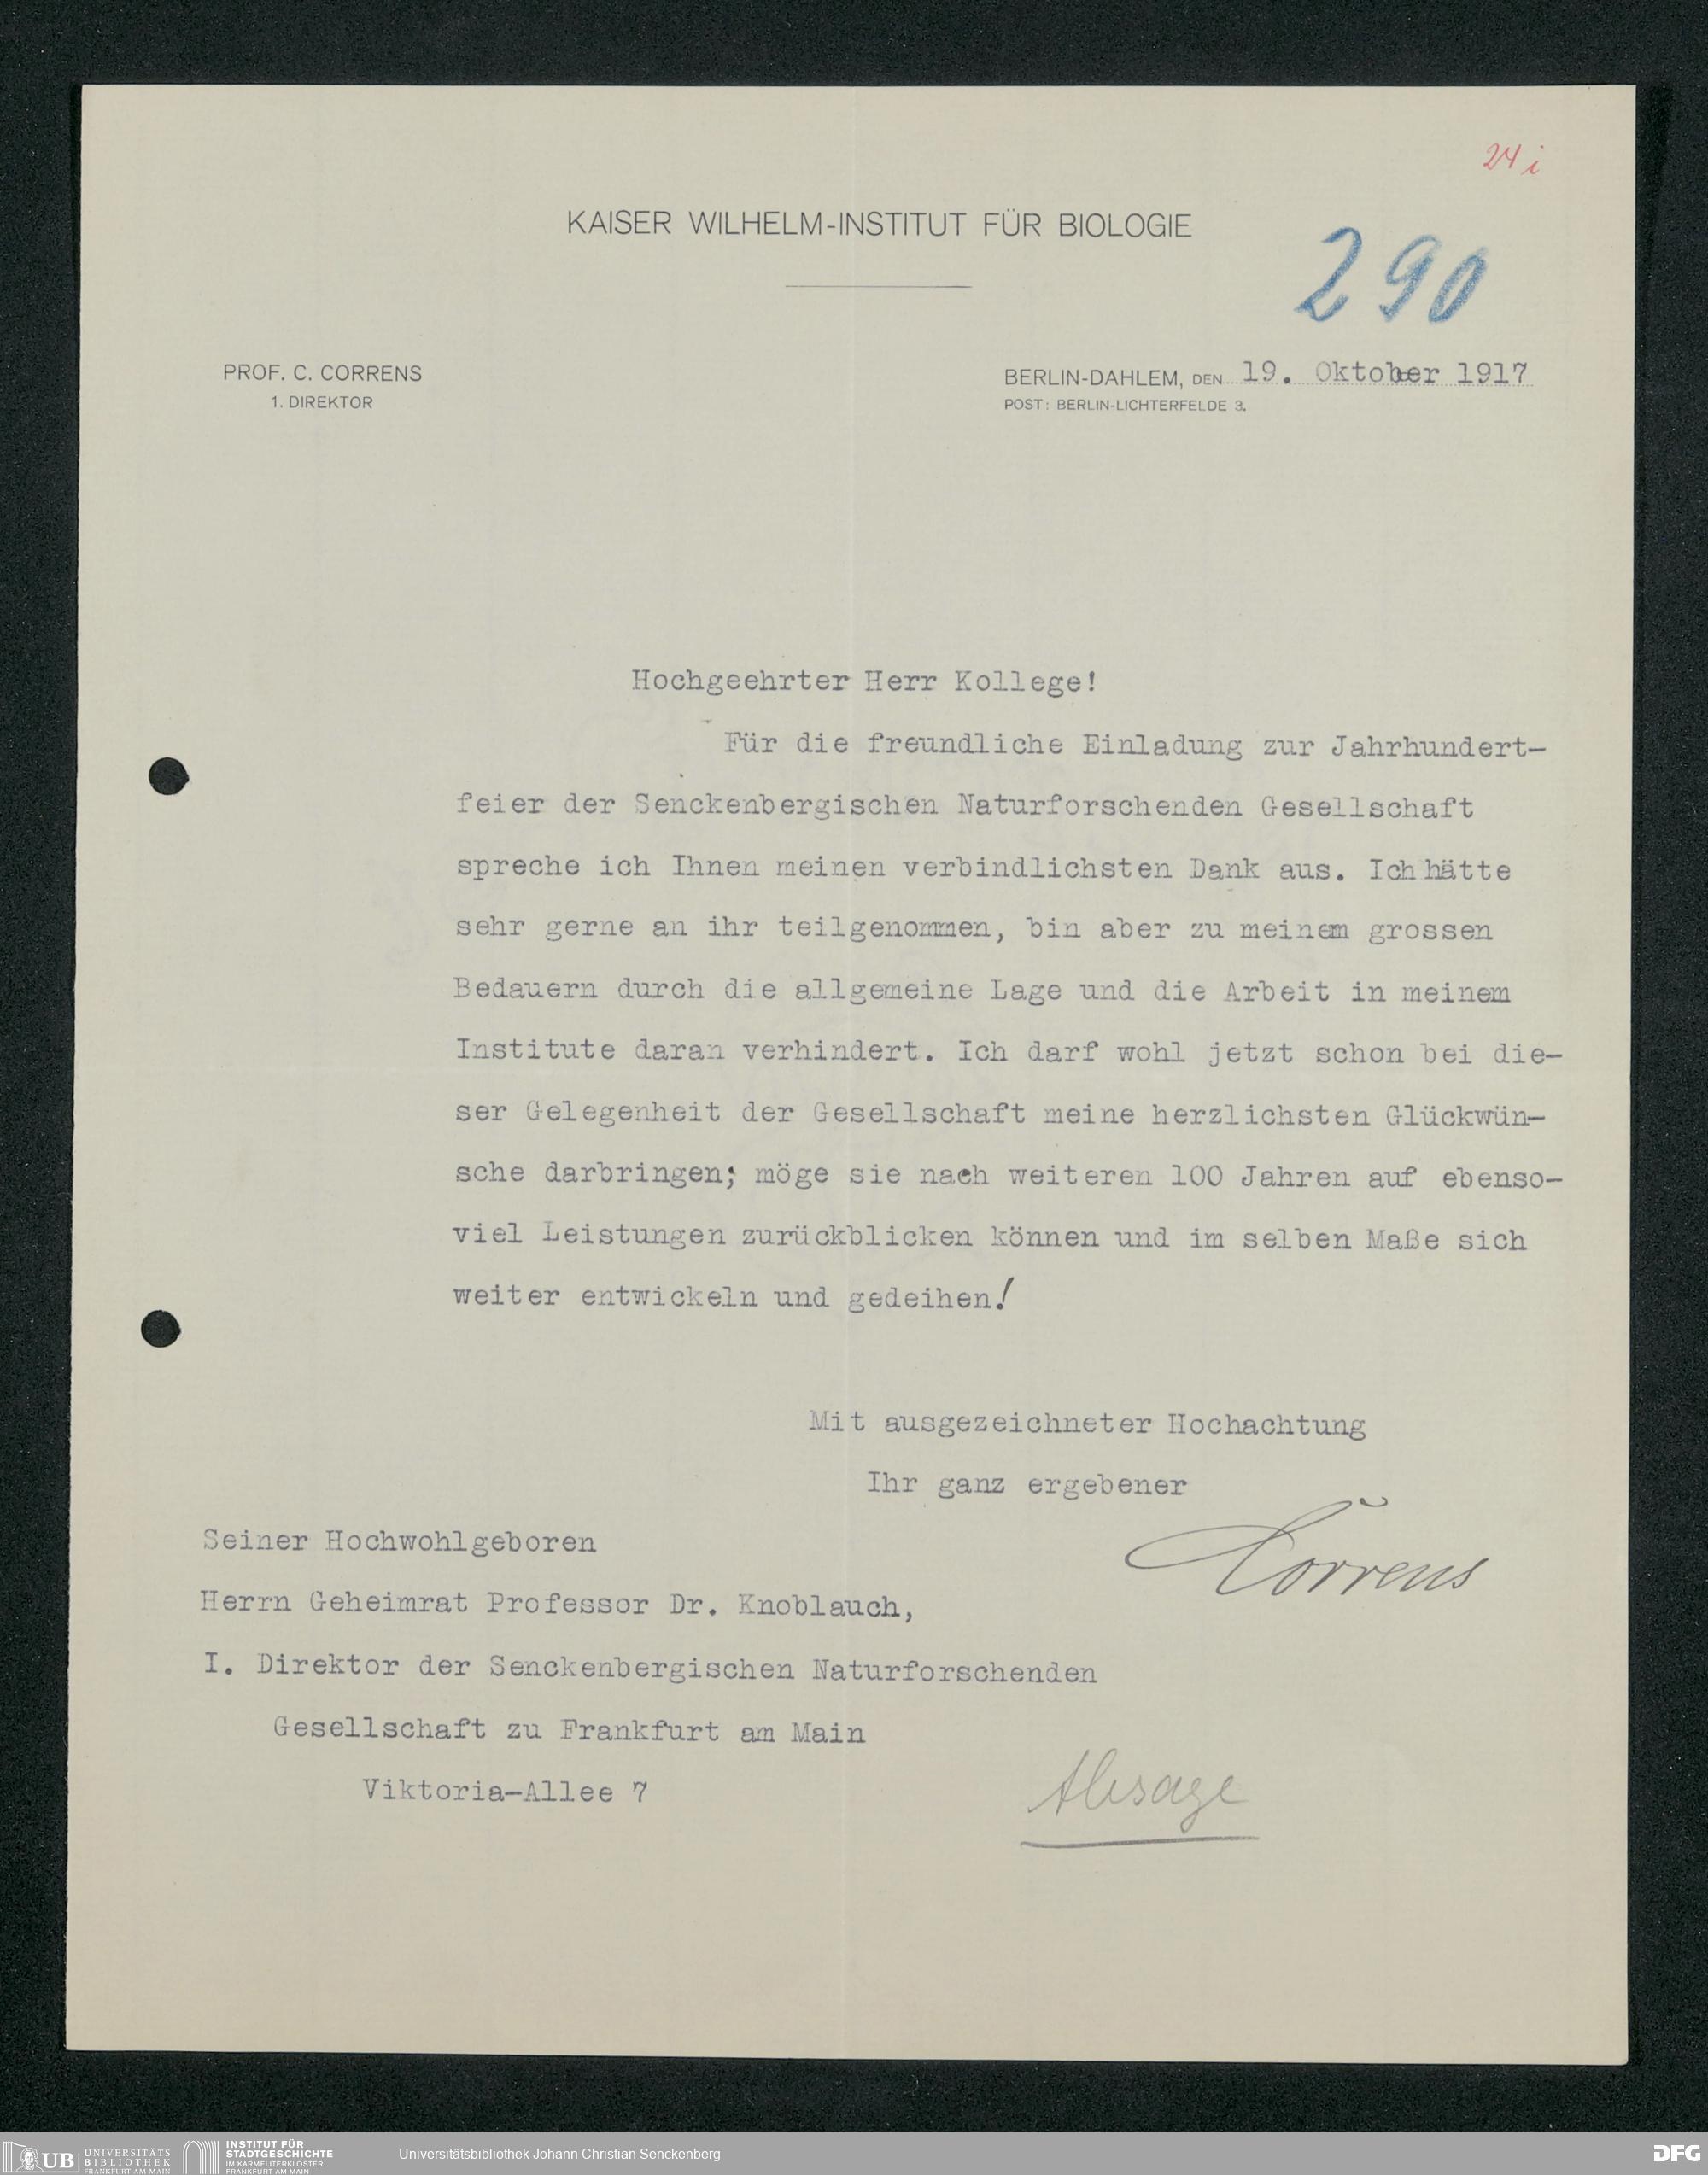 24 i
KAISER WILHELM-INSTITUT FÜR BIOLOGIE
290
PROF. C. CORRENS
1. DIREKTOR
BERLIN-DAHLEM, DEN 19. Oktober 1917
POST: BERLIN-LICHTERFELDE 3.
Hochgeehrter Herr Kollege!
Für die freundliche Einladung zur Jahrhundert-
feier der Senckenbergischen Naturforschenden Gesellschaft
spreche ich Ihnen meinen verbindlichsten Dank aus. Ich hätte
sehr gerne an ihr teilgenommen, bin aber zu meinem grossen
Bedauern durch die allgemeine Lage und die Arbeit in meinem
Institute daran verhindert. Ich darf wohl jetzt schon bei die-
ser Gelegenheit der Gesellschaft meine herzlichsten Glückwün-
sche darbringen; möge sie nach weiteren 100 Jahren auf ebenso-
viel Leistungen zurückblicken können und im selben Maße sich
weiter entwickeln und gedeihen!
Mit ausgezeichneter Hochachtung
Ihr ganz ergebener
Correns
Seiner Hochwohlgeboren
Herrn Geheimrat Professor Dr. Knoblauch,
I. Direktor der Senckenbergischen Naturforschenden
Gesellschaft zu Frankfurt am Main
Viktoria-Allee 7
Absage
UB UNIVERSITÄTS
BIBLIOTHEK
FRANKFURT AM MAIN
INSTITUT FÜR
STADTGESCHICHTE
IM KARMELITERKLOSTER
FRANKFURT AM MAIN
Universitätsbibliothek Johann Christian Senckenberg
DFG